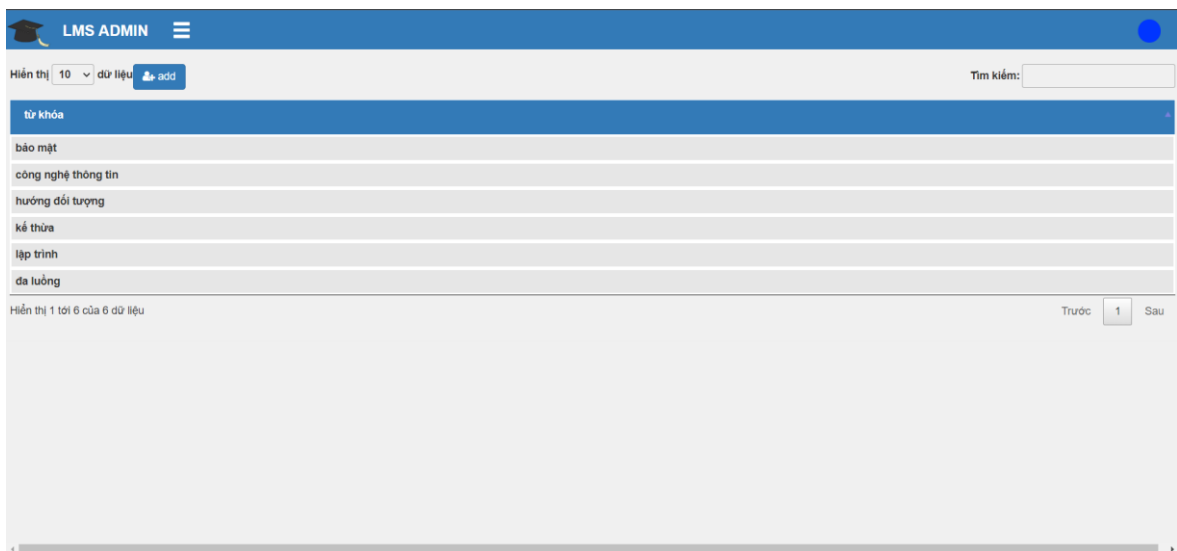 LMS ADMIN
Hiển thị 10 dữ liệu add Tìm kiếm:
từ khóa
bảo mật
công nghệ thông tin
hướng đối tượng
kế thừa
lập trình
đa luồng
Hiển thị 1 tới 6 của 6 dữ liệu Trước 1 Sau